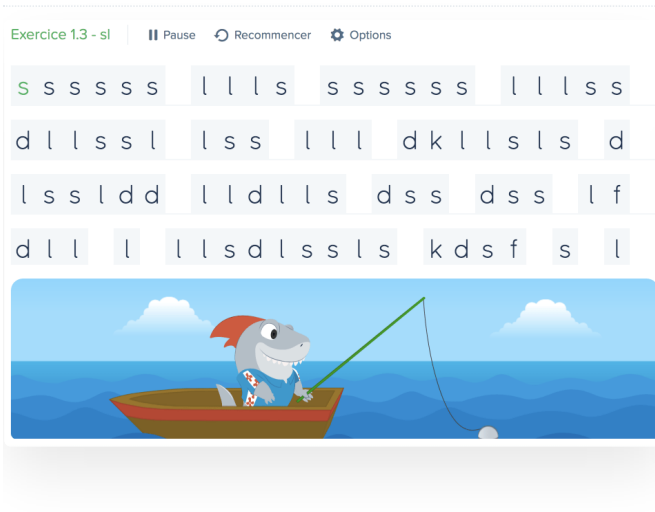 Exercice 1.3 - sl Pause Recommencer Options
ssssss llls ssssss lllss
dllssl lss lll dkllsls d
lssldd lldlls dss dss lf
dll l llsdlssls kdsf s l